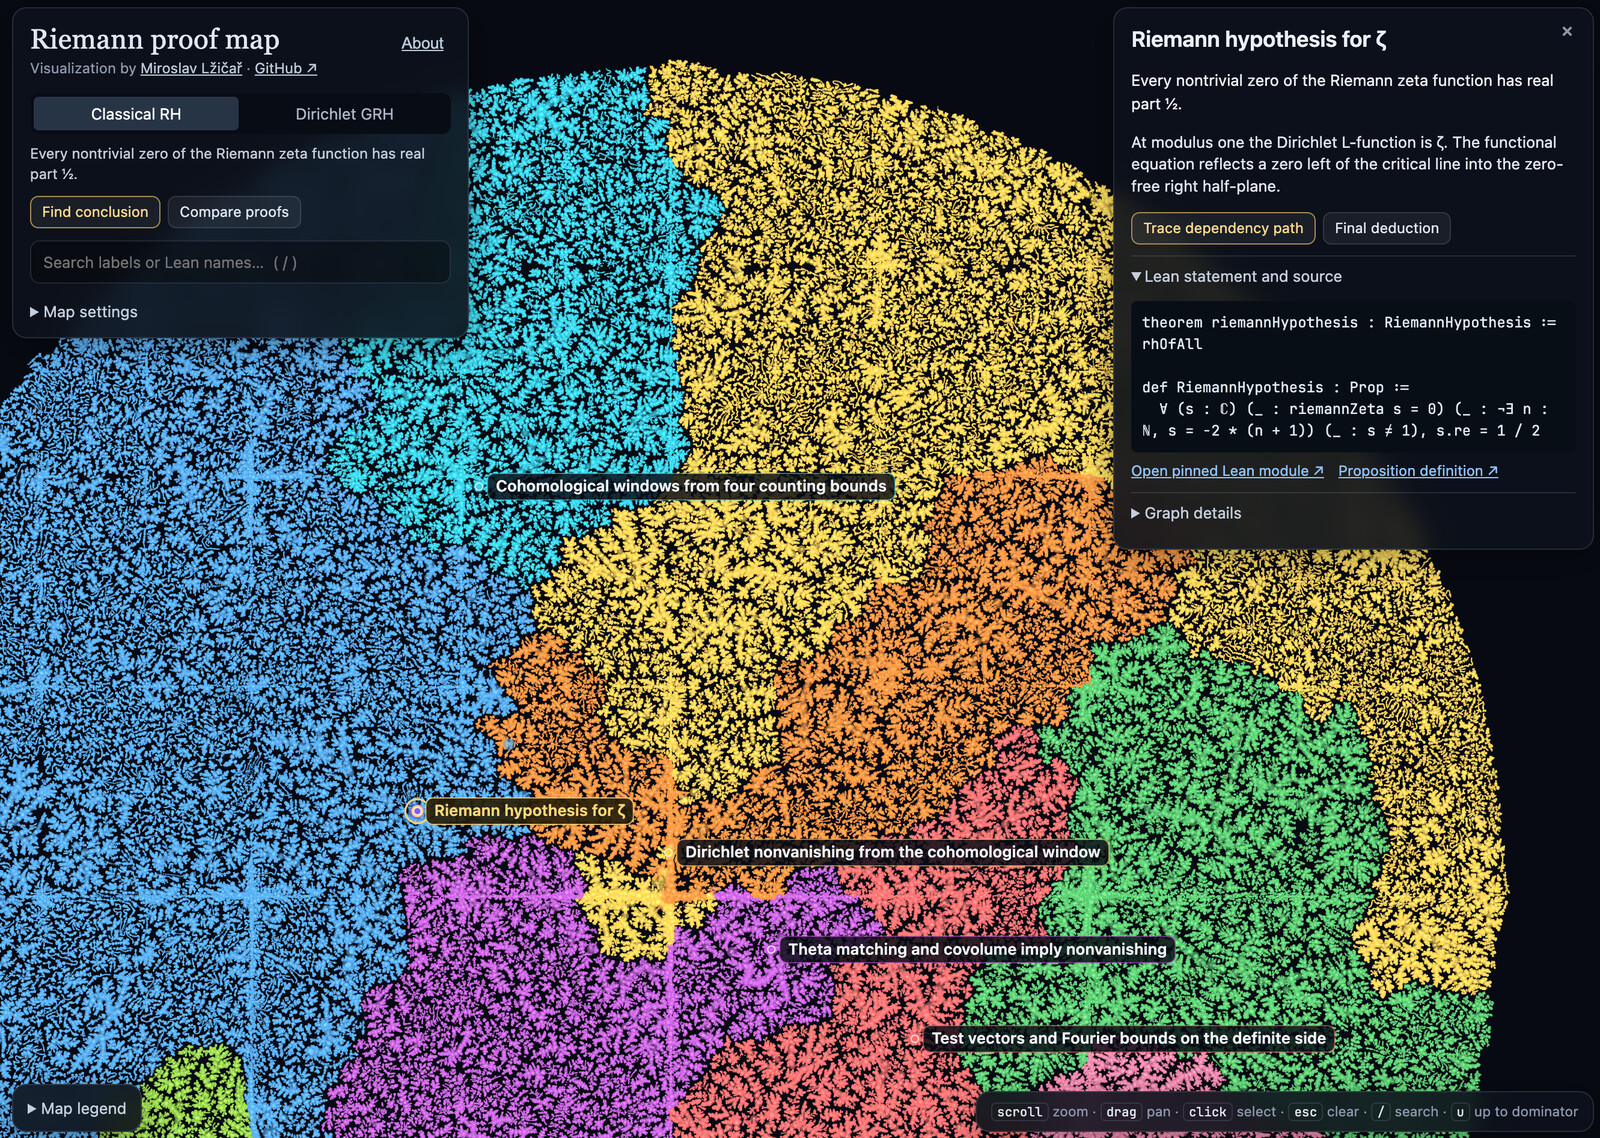 Riemann proof map
About
Visualization by Miroslav Lžičař · GitHub ↗
Classical RH
Dirichlet GRH
Every nontrivial zero of the Riemann zeta function has real
part ½.
Find conclusion
Compare proofs
Search labels or Lean names… ( / )
▶ Map settings
Riemann hypothesis for ζ
×
Every nontrivial zero of the Riemann zeta function has real
part ½.
At modulus one the Dirichlet L-function is ζ. The functional
equation reflects a zero left of the critical line into the zero-
free right half-plane.
Trace dependency path
Final deduction
▼ Lean statement and source
theorem riemannHypothesis : RiemannHypothesis :=
rhOfAll
def RiemannHypothesis : Prop :=
∀ (s : ℂ) (_ : riemannZeta s = 0) (_ : ¬∃ n :
ℕ, s = -2 * (n + 1)) (_ : s ≠ 1), s.re = 1 / 2
Open pinned Lean module ↗ Proposition definition ↗
▶ Graph details
Cohomological windows from four counting bounds
Riemann hypothesis for ζ
Dirichlet nonvanishing from the cohomological window
Theta matching and covolume imply nonvanishing
Test vectors and Fourier bounds on the definite side
▶ Map legend
scroll zoom · drag pan · click select · esc clear · / search · u up to dominator